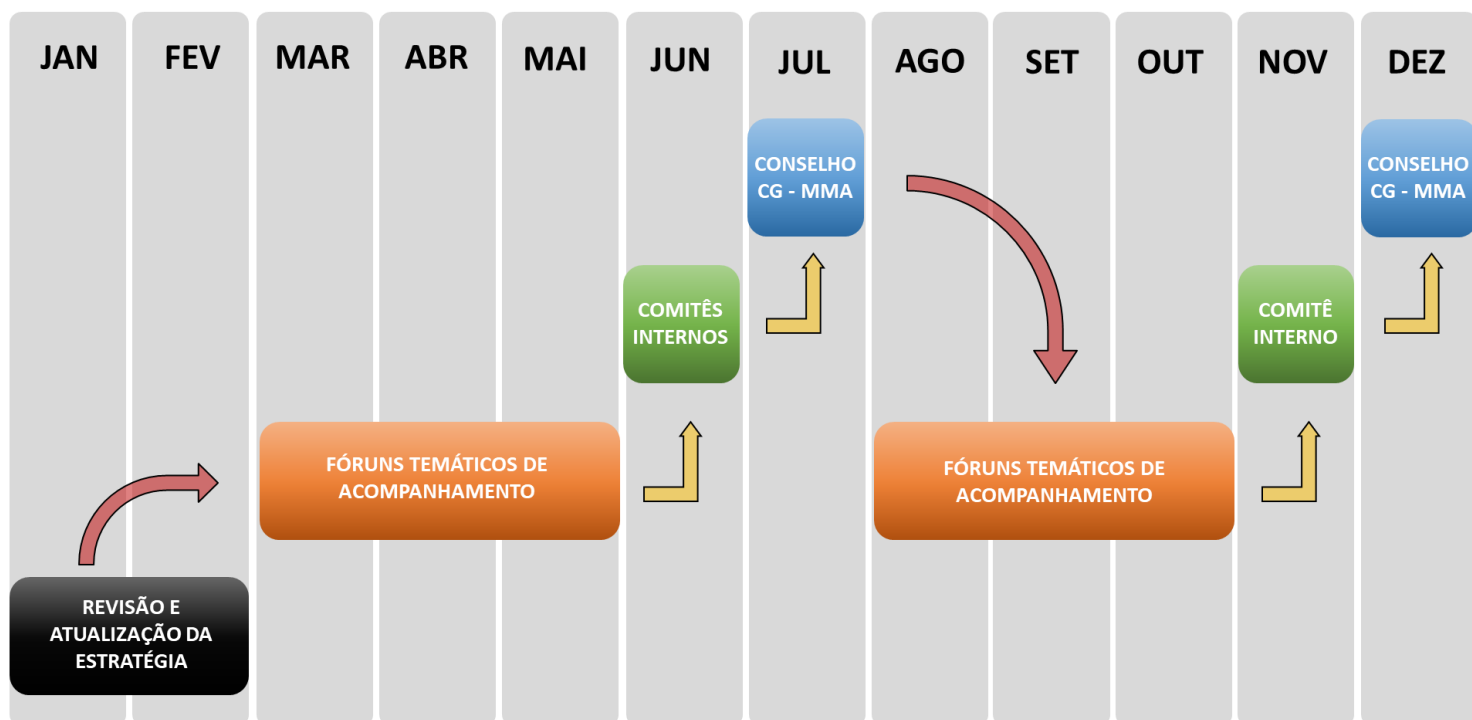 JAN FEV MAR ABR MAI JUN JUL AGO SET OUT NOV DEZ
CONSELHO
CG - MMA
CONSELHO
CG - MMA
COMITÊS
INTERNOS
COMITÊ
INTERNO
FÓRUNS TEMÁTICOS DE
ACOMPANHAMENTO
FÓRUNS TEMÁTICOS DE
ACOMPANHAMENTO
REVISÃO E
ATUALIZAÇÃO DA
ESTRATÉGIA